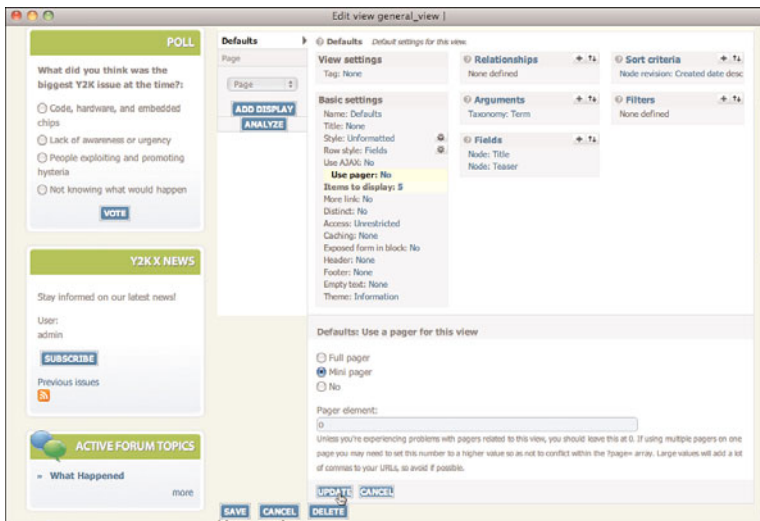 Edit view general_view |
POLL
What did you think was the
biggest Y2K issue at the time?:
Code, hardware, and embedded
chips
Lack of awareness or urgency
People exploiting and promoting
hysteria
Not knowing what would happen
VOTE
Y2K X NEWS
Stay informed on our latest news!
User:
admin
SUBSCRIBE
Previous issues
ACTIVE FORUM TOPICS
» What Happened
more
Defaults
Page
Page
ADD DISPLAY
ANALYZE
Defaults Default settings for this view.
View settings
Tag: None
Basic settings
Name: Defaults
Title: None
Style: Unformatted
Row style: Fields
Use AJAX: No
Use pager: No
Items to display: 5
More link: No
Distinct: No
Access: Unrestricted
Caching: None
Exposed form in block: No
Header: None
Footer: None
Empty text: None
Theme: Information
Relationships
None defined
Arguments
Taxonomy: Term
Fields
Node: Title
Node: Teaser
Sort criteria
Node revision: Created date desc
Filters
None defined
Defaults: Use a pager for this view
Full pager
Mini pager
No
Pager element:
0
Unless you're experiencing problems with pagers related to this view, you should leave this at 0. If using multiple pagers on one
page you may need to set this number to a higher value so as not to conflict within the ?page= array. Large values will add a lot
of commas to your URLs, so avoid if possible.
UPDATE CANCEL
SAVE CANCEL DELETE